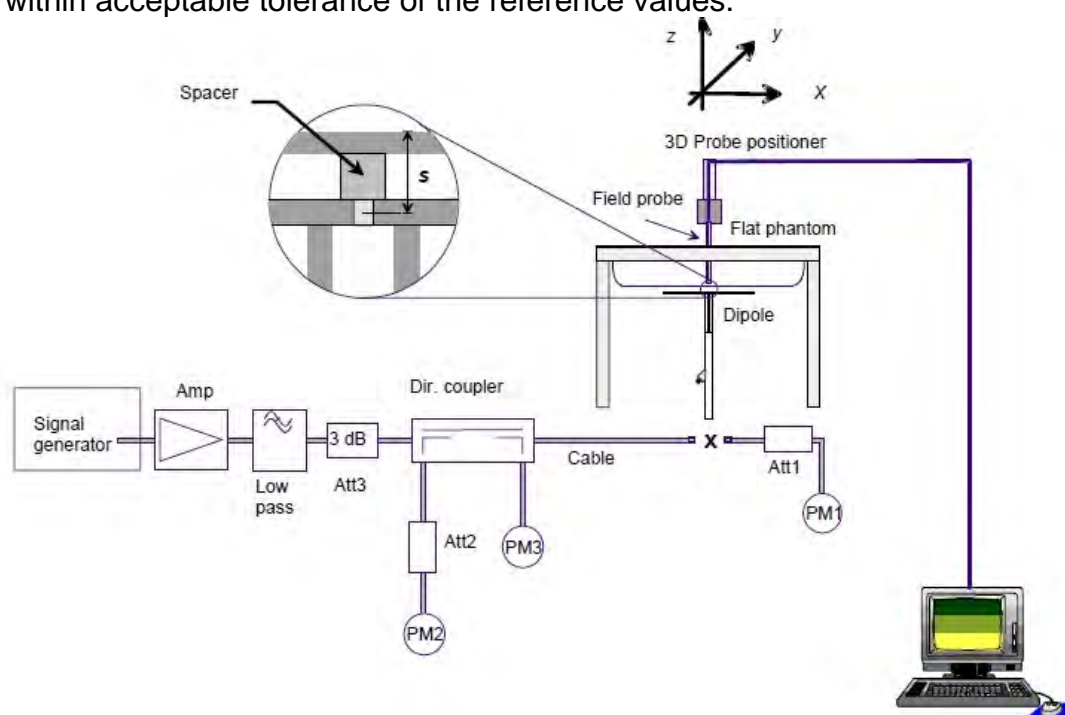 within acceptable tolerance of the reference values.
z
y
x
Spacer
s
3D Probe positioner
Field probe
Flat phantom
Dipole
Dir. coupler
Amp
Signal
generator
3 dB
Cable
x
Att1
Low
pass
Att3
PM1
Att2
PM3
PM2